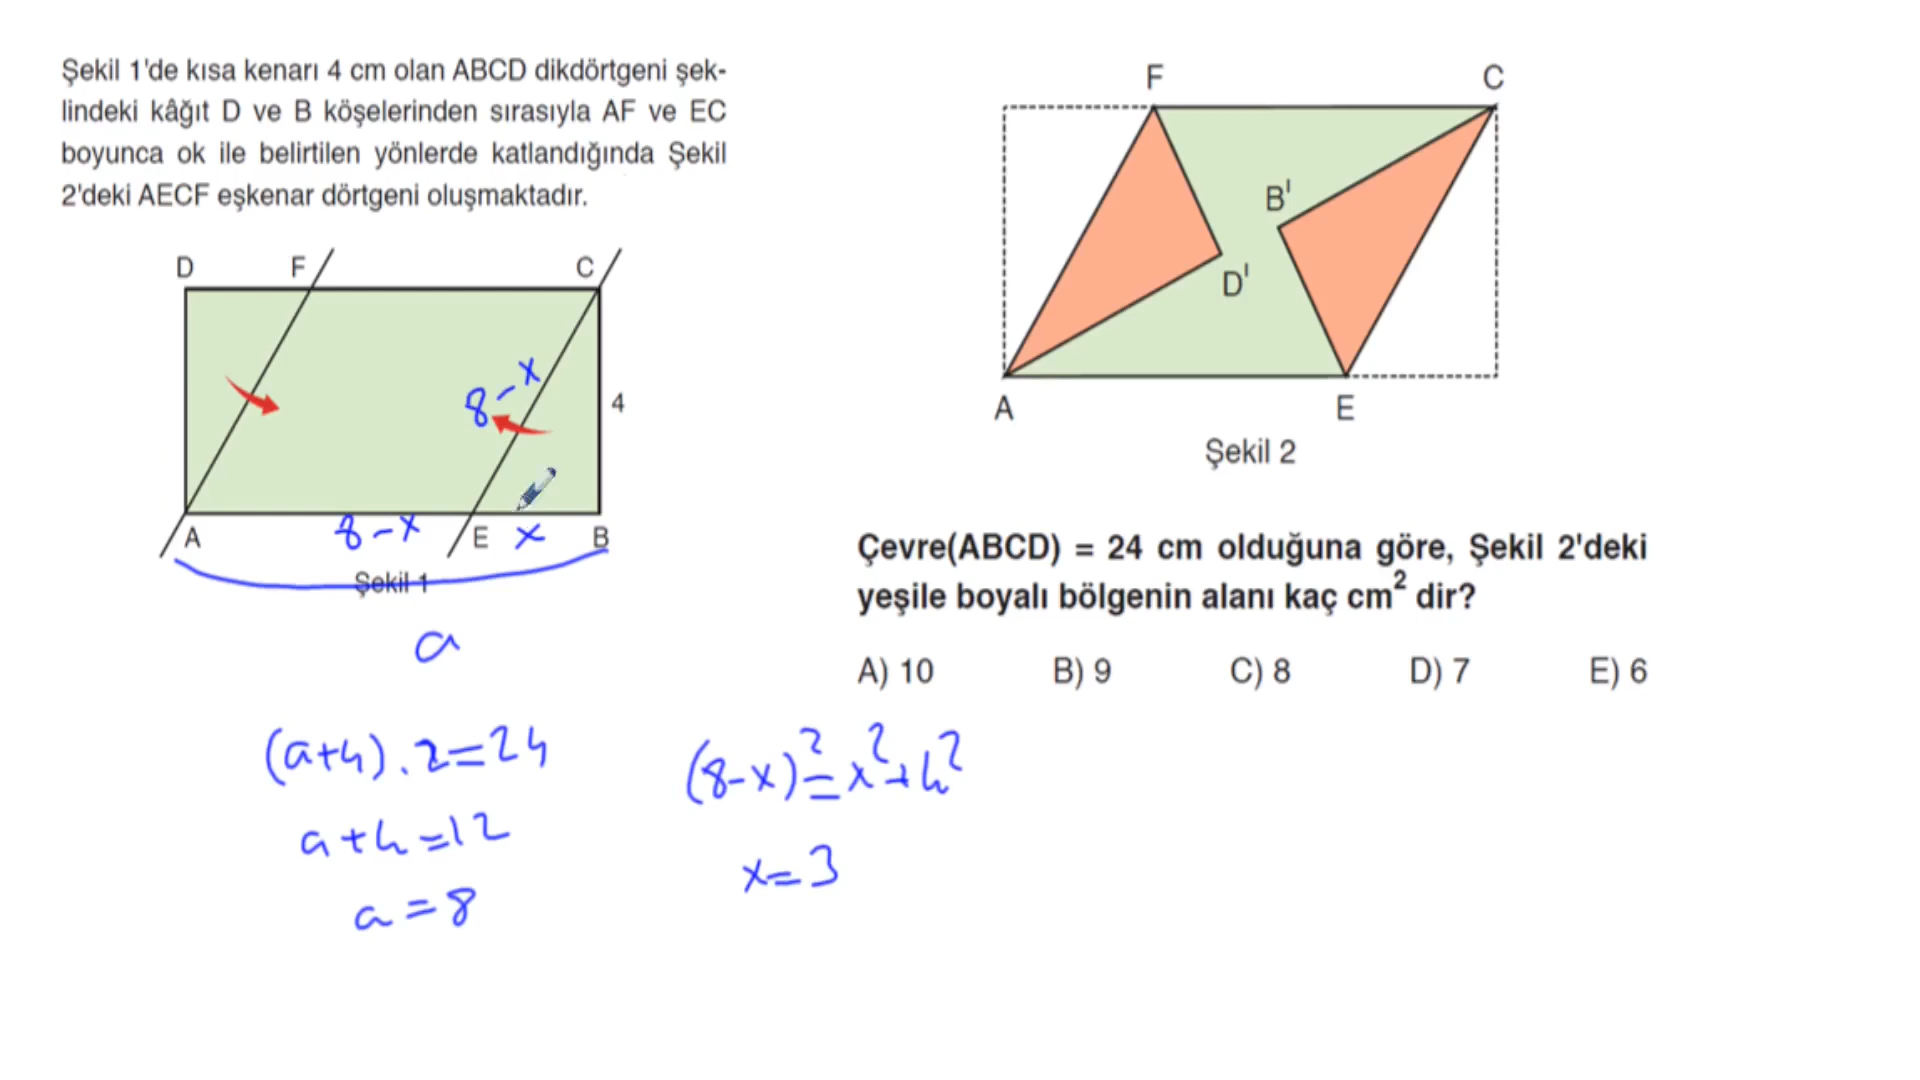 Şekil 1'de kısa kenarı 4 cm olan ABCD dikdörtgeni şek-
lindeki kâğıt D ve B köşelerinden sırasıyla AF ve EC
boyunca ok ile belirtilen yönlerde katlandığında Şekil
2'deki AECF eşkenar dörtgeni oluşmaktadır.
D F C
8-x
4
A 8-x E x B
Şekil 1
a
(a+4).2=24
a+4=12
a=8
(8-x)²=x²+4²
x=3
F C
B'
D'
A E
Şekil 2
Çevre(ABCD) = 24 cm olduğuna göre, Şekil 2'deki
yeşile boyalı bölgenin alanı kaç cm² dir?
A) 10 B) 9 C) 8 D) 7 E) 6